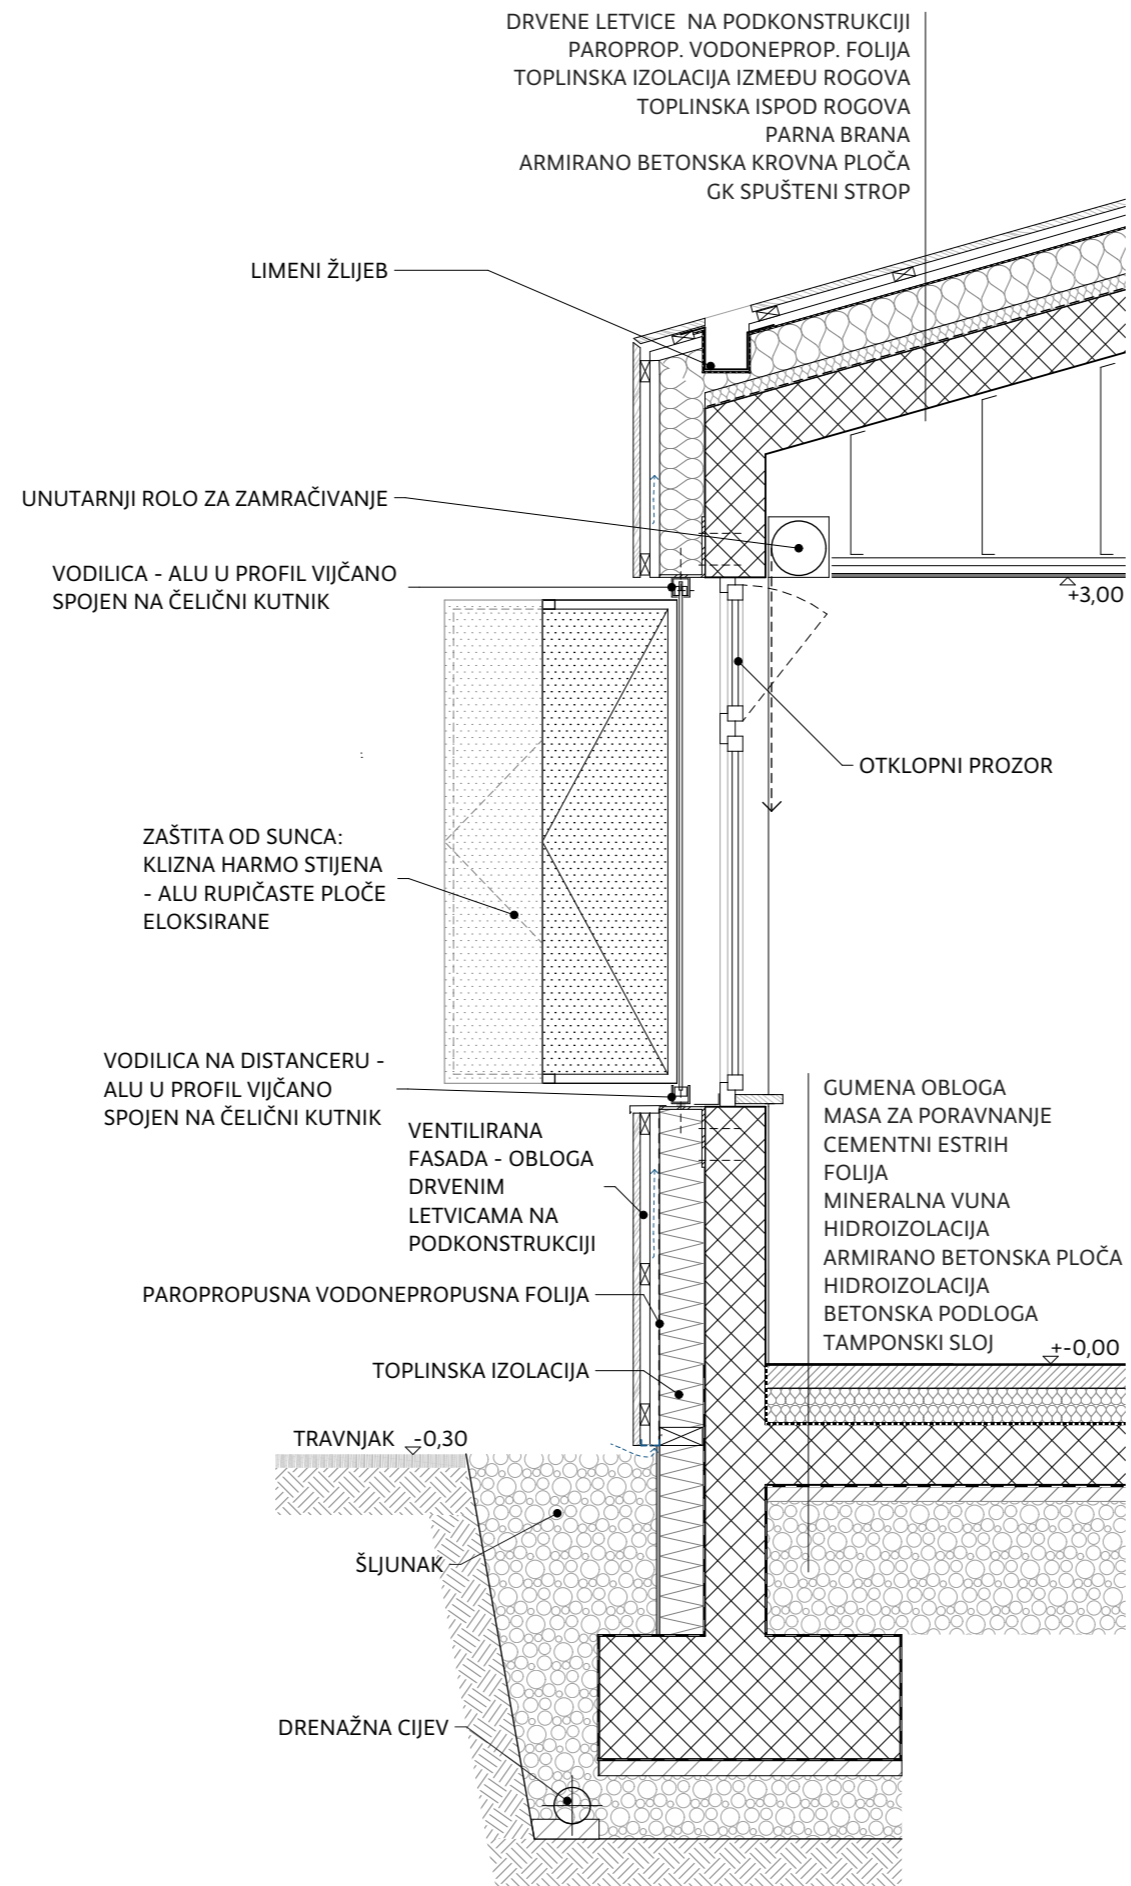 DRVENE LETVICE NA PODKONSTRUKCIJI
PAROPROP. VODONEPROP. FOLIJA
TOPLINSKA IZOLACIJA IZMEĐU ROGOVA
TOPLINSKA ISPOD ROGOVA
PARNA BRANA
ARMIRANO BETONSKA KROVNA PLOČA
GK SPUŠTENI STROP
LIMENI ŽLIJEB
UNUTARNJI ROLO ZA ZAMRAČIVANJE
VODILICA - ALU U PROFIL VIJČANO
SPOJEN NA ČELIČNI KUTNIK
+3,00
OTKLOPNI PROZOR
ZAŠTITA OD SUNCA:
KLIZNA HARMO STIJENA
- ALU RUPIČASTE PLOČE
ELOKSIRANE
VODILICA NA DISTANCERU -
ALU U PROFIL VIJČANO
SPOJEN NA ČELIČNI KUTNIK
VENTILIRANA
FASADA - OBLOGA
DRVENIM
LETVICAMA NA
PODKONSTRUKCIJI
GUMENA OBLOGA
MASA ZA PORAVNANJE
CEMENTNI ESTRIH
FOLIJA
MINERALNA VUNA
HIDROIZOLACIJA
ARMIRANO BETONSKA PLOČA
HIDROIZOLACIJA
BETONSKA PODLOGA
TAMPONSKI SLOJ
+-0,00
PAROPROPUSNA VODONEPROPUSNA FOLIJA
TOPLINSKA IZOLACIJA
TRAVNJAK -0,30
ŠLJUNAK
DRENAŽNA CIJEV